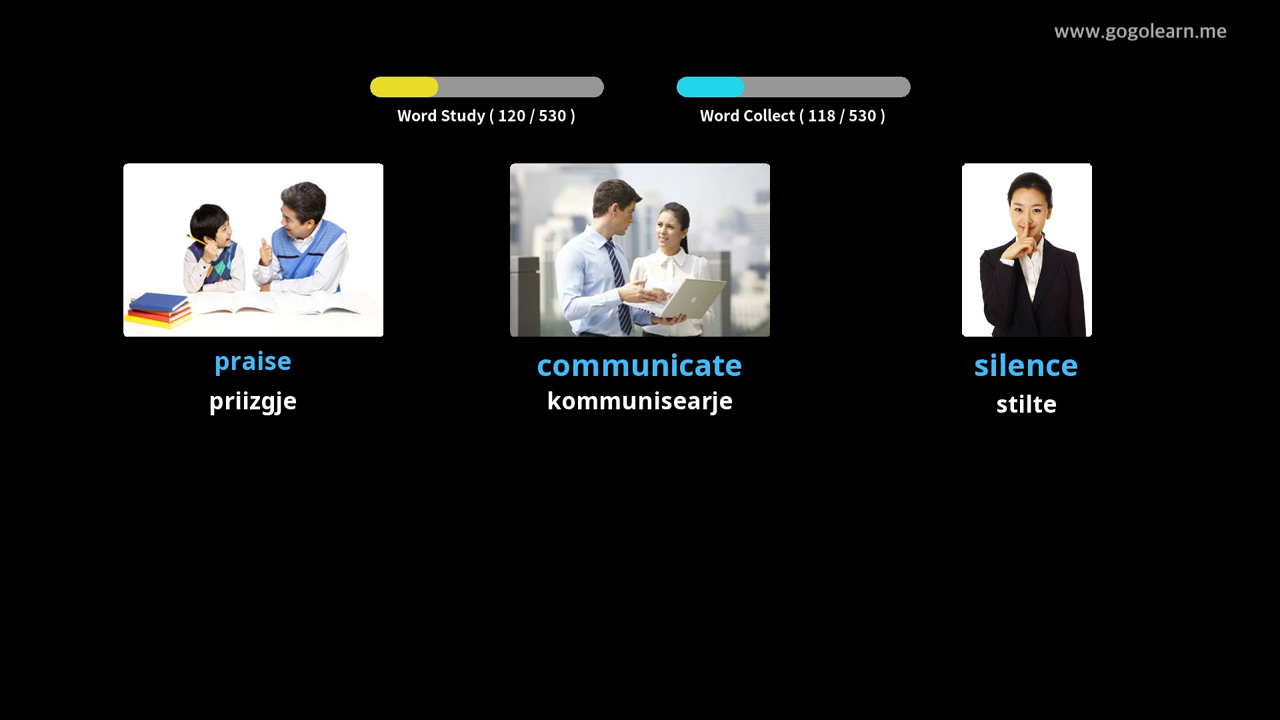 www.gogolearn.me
Word Study ( 120 / 530 )
Word Collect ( 118 / 530 )
praise
communicate
silence
priizgje
kommunisearje
stilte